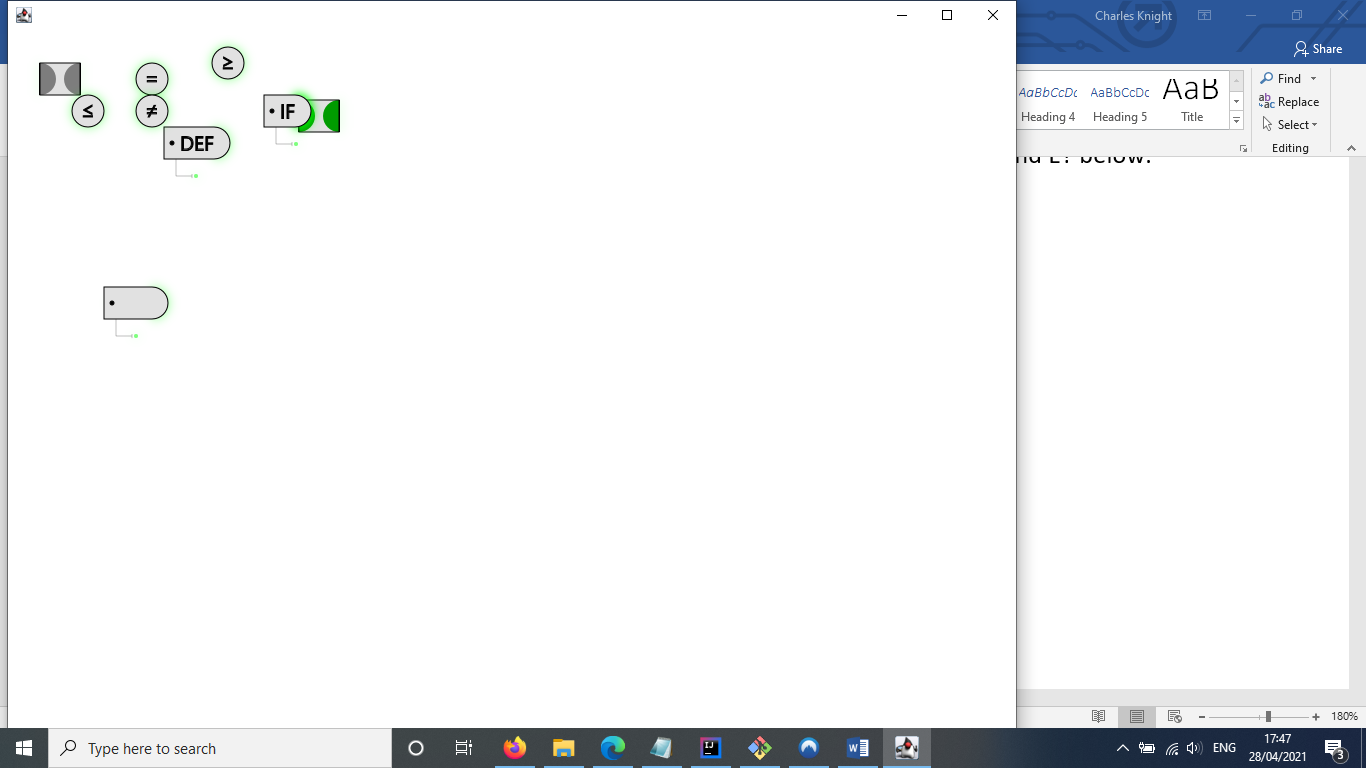 Charles Knight
Share
≥
=
≤
≠
IF
DEF
AaBbCcDc
AaBbCcDc
AaB
Heading 4
Heading 5
Title
Find
Replace
Select
Editing
below.
180%
Type here to search
ENG
17:47
28/04/2021
3